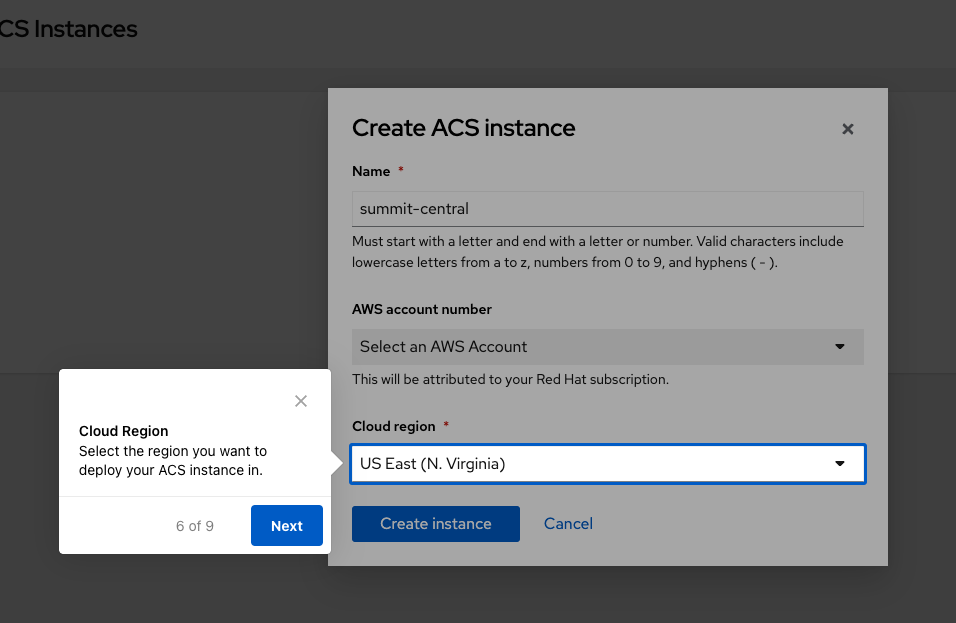 CS Instances
Create ACS instance
Name *
summit-central
Must start with a letter and end with a letter or number. Valid characters include
lowercase letters from a to z, numbers from 0 to 9, and hyphens ( - ).
AWS account number
Select an AWS Account
This will be attributed to your Red Hat subscription.
Cloud region *
US East (N. Virginia)
Create instance
Cancel
Cloud Region
Select the region you want to
deploy your ACS instance in.
6 of 9
Next